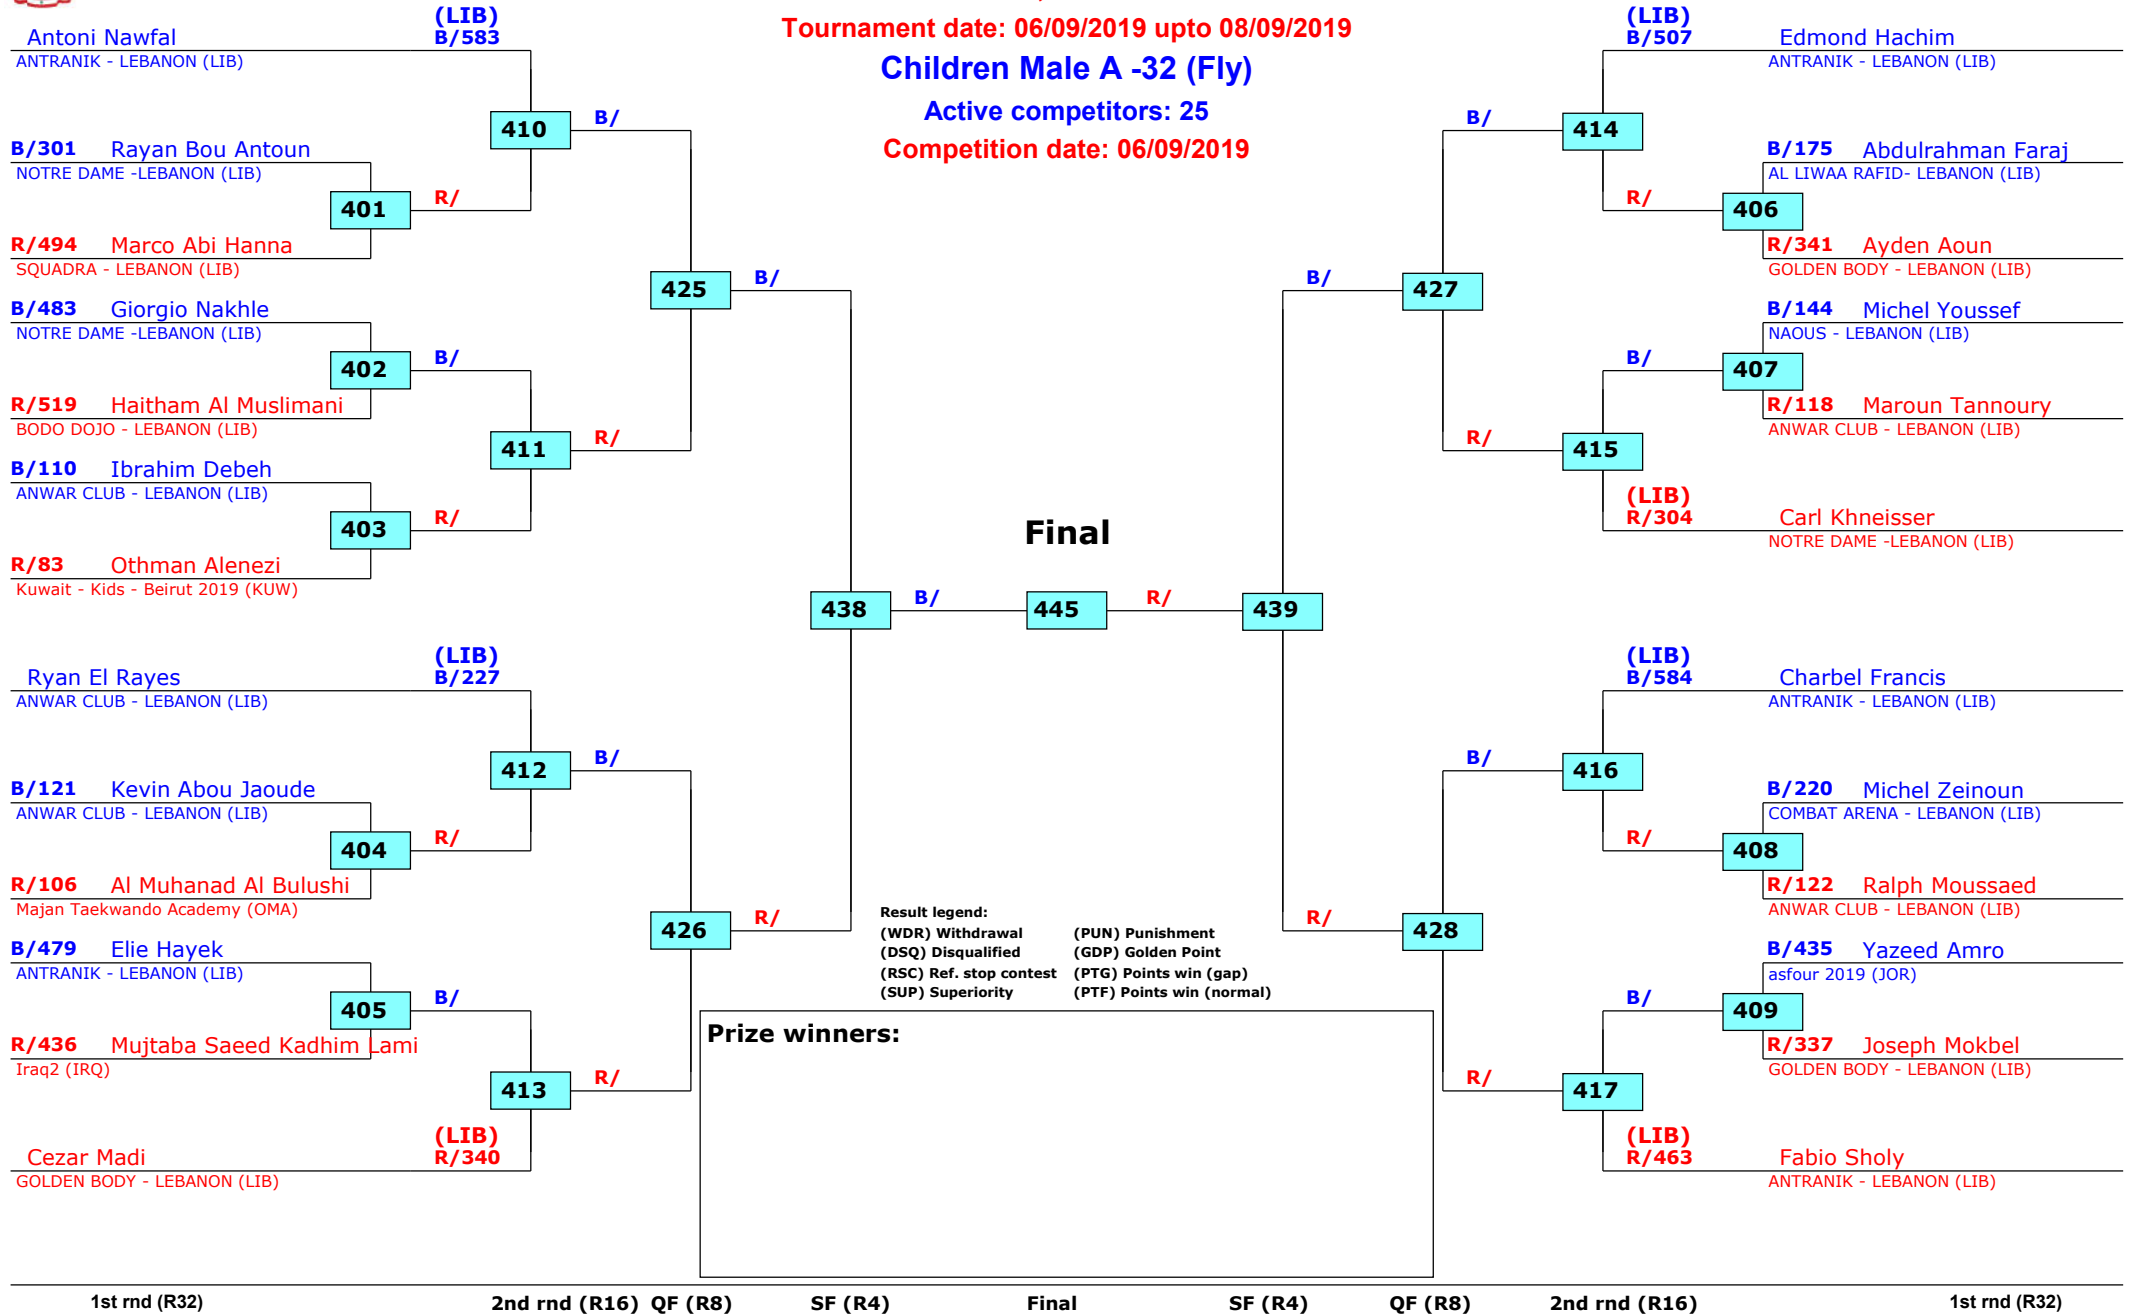 Tournament date: 06/09/2019 upto 08/09/2019
Children Male A -32 (Fly)
Active competitors: 25
Competition date: 06/09/2019
(LIB)
Antoni Nawfal B/583
ANTRANIK - LEBANON (LIB)
410
B/
B/301 Rayan Bou Antoun
NOTRE DAME -LEBANON (LIB)
401
R/
R/494 Marco Abi Hanna
SQUADRA - LEBANON (LIB)
425
B/
B/483 Giorgio Nakhle
NOTRE DAME -LEBANON (LIB)
402
B/
R/519 Haitham Al Muslimani
BODO DOJO - LEBANON (LIB)
411
R/
B/110 Ibrahim Debeh
ANWAR CLUB - LEBANON (LIB)
403
R/
R/83 Othman Alenezi
Kuwait - Kids - Beirut 2019 (KUW)
438
B/
(LIB)
Ryan El Rayes B/227
ANWAR CLUB - LEBANON (LIB)
412
B/
B/121 Kevin Abou Jaoude
ANWAR CLUB - LEBANON (LIB)
404
R/
R/106 Al Muhanad Al Bulushi
Majan Taekwando Academy (OMA)
426
R/
B/479 Elie Hayek
ANTRANIK - LEBANON (LIB)
405
B/
R/436 Mujtaba Saeed Kadhim Lami
Iraq2 (IRQ)
413
R/
(LIB)
Cezar Madi R/340
GOLDEN BODY - LEBANON (LIB)
Final
445
R/
439
(LIB)
B/507 Edmond Hachim
ANTRANIK - LEBANON (LIB)
B/
414
B/175 Abdulrahman Faraj
AL LIWAA RAFID- LEBANON (LIB)
R/
406
R/341 Ayden Aoun
GOLDEN BODY - LEBANON (LIB)
B/
427
B/144 Michel Youssef
NAOUS - LEBANON (LIB)
B/
407
R/118 Maroun Tannoury
ANWAR CLUB - LEBANON (LIB)
R/
415
(LIB)
R/304 Carl Khneisser
NOTRE DAME -LEBANON (LIB)
(LIB)
B/584 Charbel Francis
ANTRANIK - LEBANON (LIB)
B/
416
B/220 Michel Zeinoun
COMBAT ARENA - LEBANON (LIB)
R/
408
R/122 Ralph Moussaed
ANWAR CLUB - LEBANON (LIB)
R/
428
B/435 Yazeed Amro
asfour 2019 (JOR)
B/
409
R/337 Joseph Mokbel
GOLDEN BODY - LEBANON (LIB)
R/
417
(LIB)
R/463 Fabio Sholy
ANTRANIK - LEBANON (LIB)
Result legend:
(WDR) Withdrawal (PUN) Punishment
(DSQ) Disqualified (GDP) Golden Point
(RSC) Ref. stop contest (PTG) Points win (gap)
(SUP) Superiority (PTF) Points win (normal)
Prize winners:
1st rnd (R32) 2nd rnd (R16) QF (R8) SF (R4) Final SF (R4) QF (R8) 2nd rnd (R16) 1st rnd (R32)